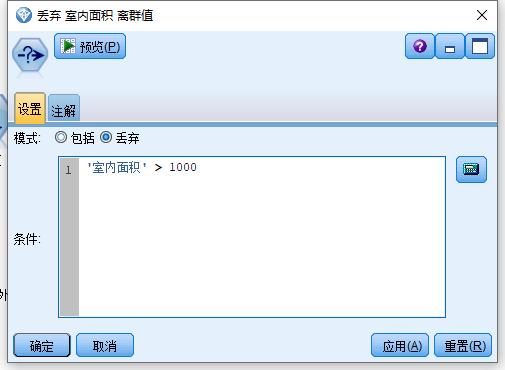 丢弃 室内面积 离群值
预览(P)
设置 注解
模式: 包括 丢弃
1 '室内面积' > 1000
条件:
外
确定 取消 应用(A) 重置(R)